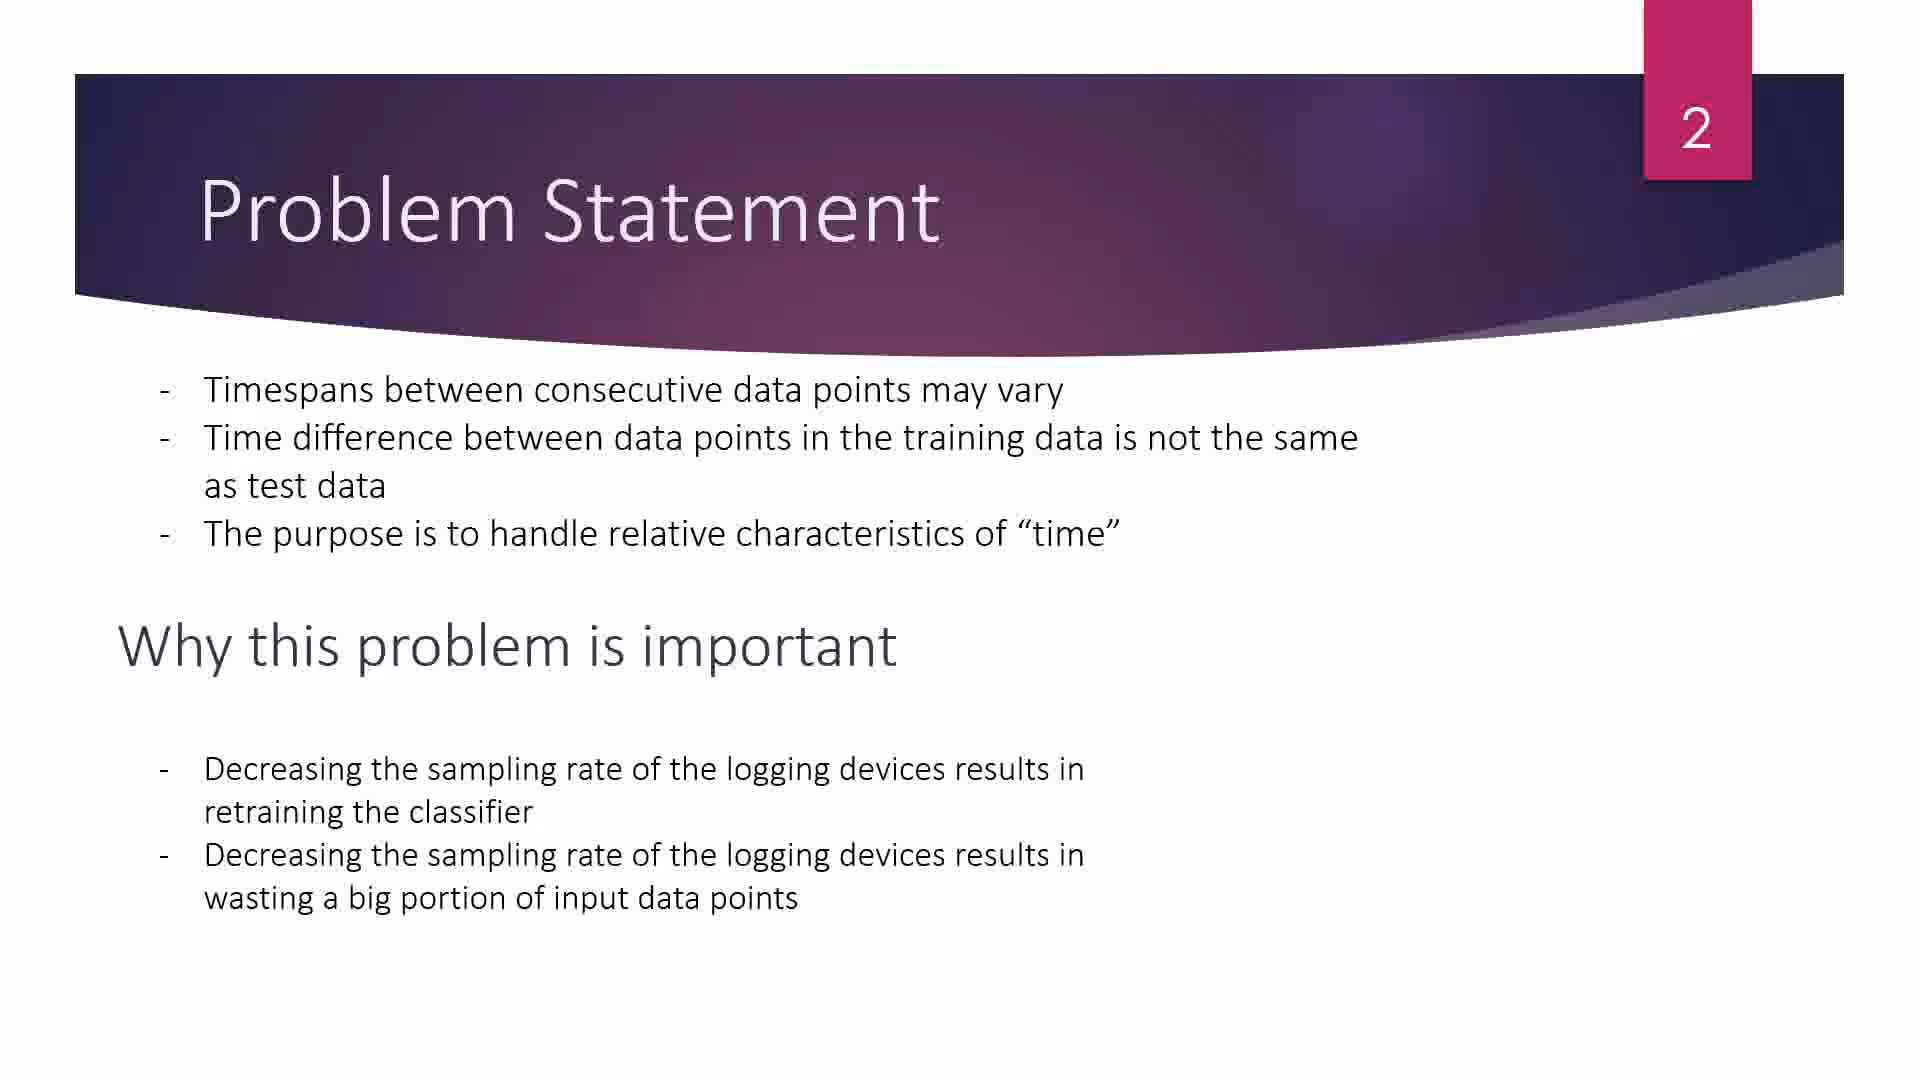 2
Problem Statement
- Timespans between consecutive data points may vary
- Time difference between data points in the training data is not the same
as test data
- The purpose is to handle relative characteristics of “time”
Why this problem is important
- Decreasing the sampling rate of the logging devices results in
retraining the classifier
- Decreasing the sampling rate of the logging devices results in
wasting a big portion of input data points